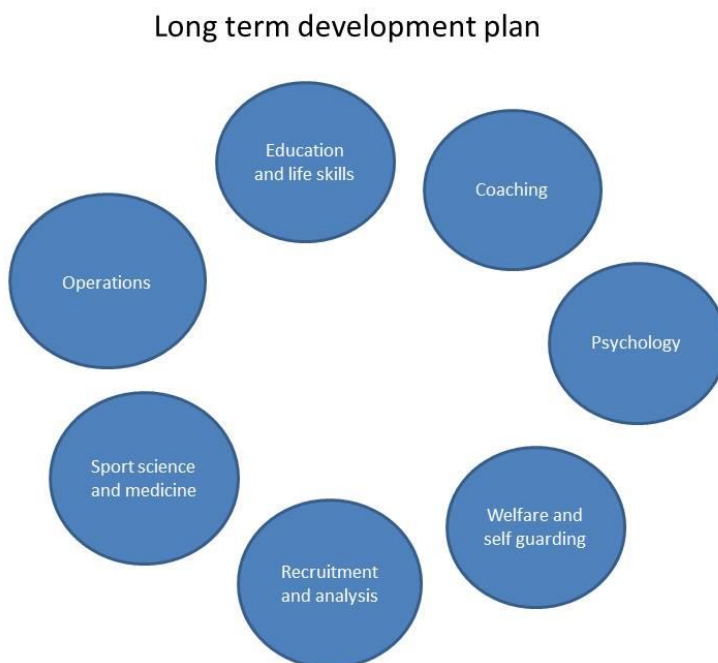 Long term development plan
Education
and life skills
Coaching
Operations
Psychology
Sport science
and medicine
Welfare and
self guarding
Recruitment
and analysis